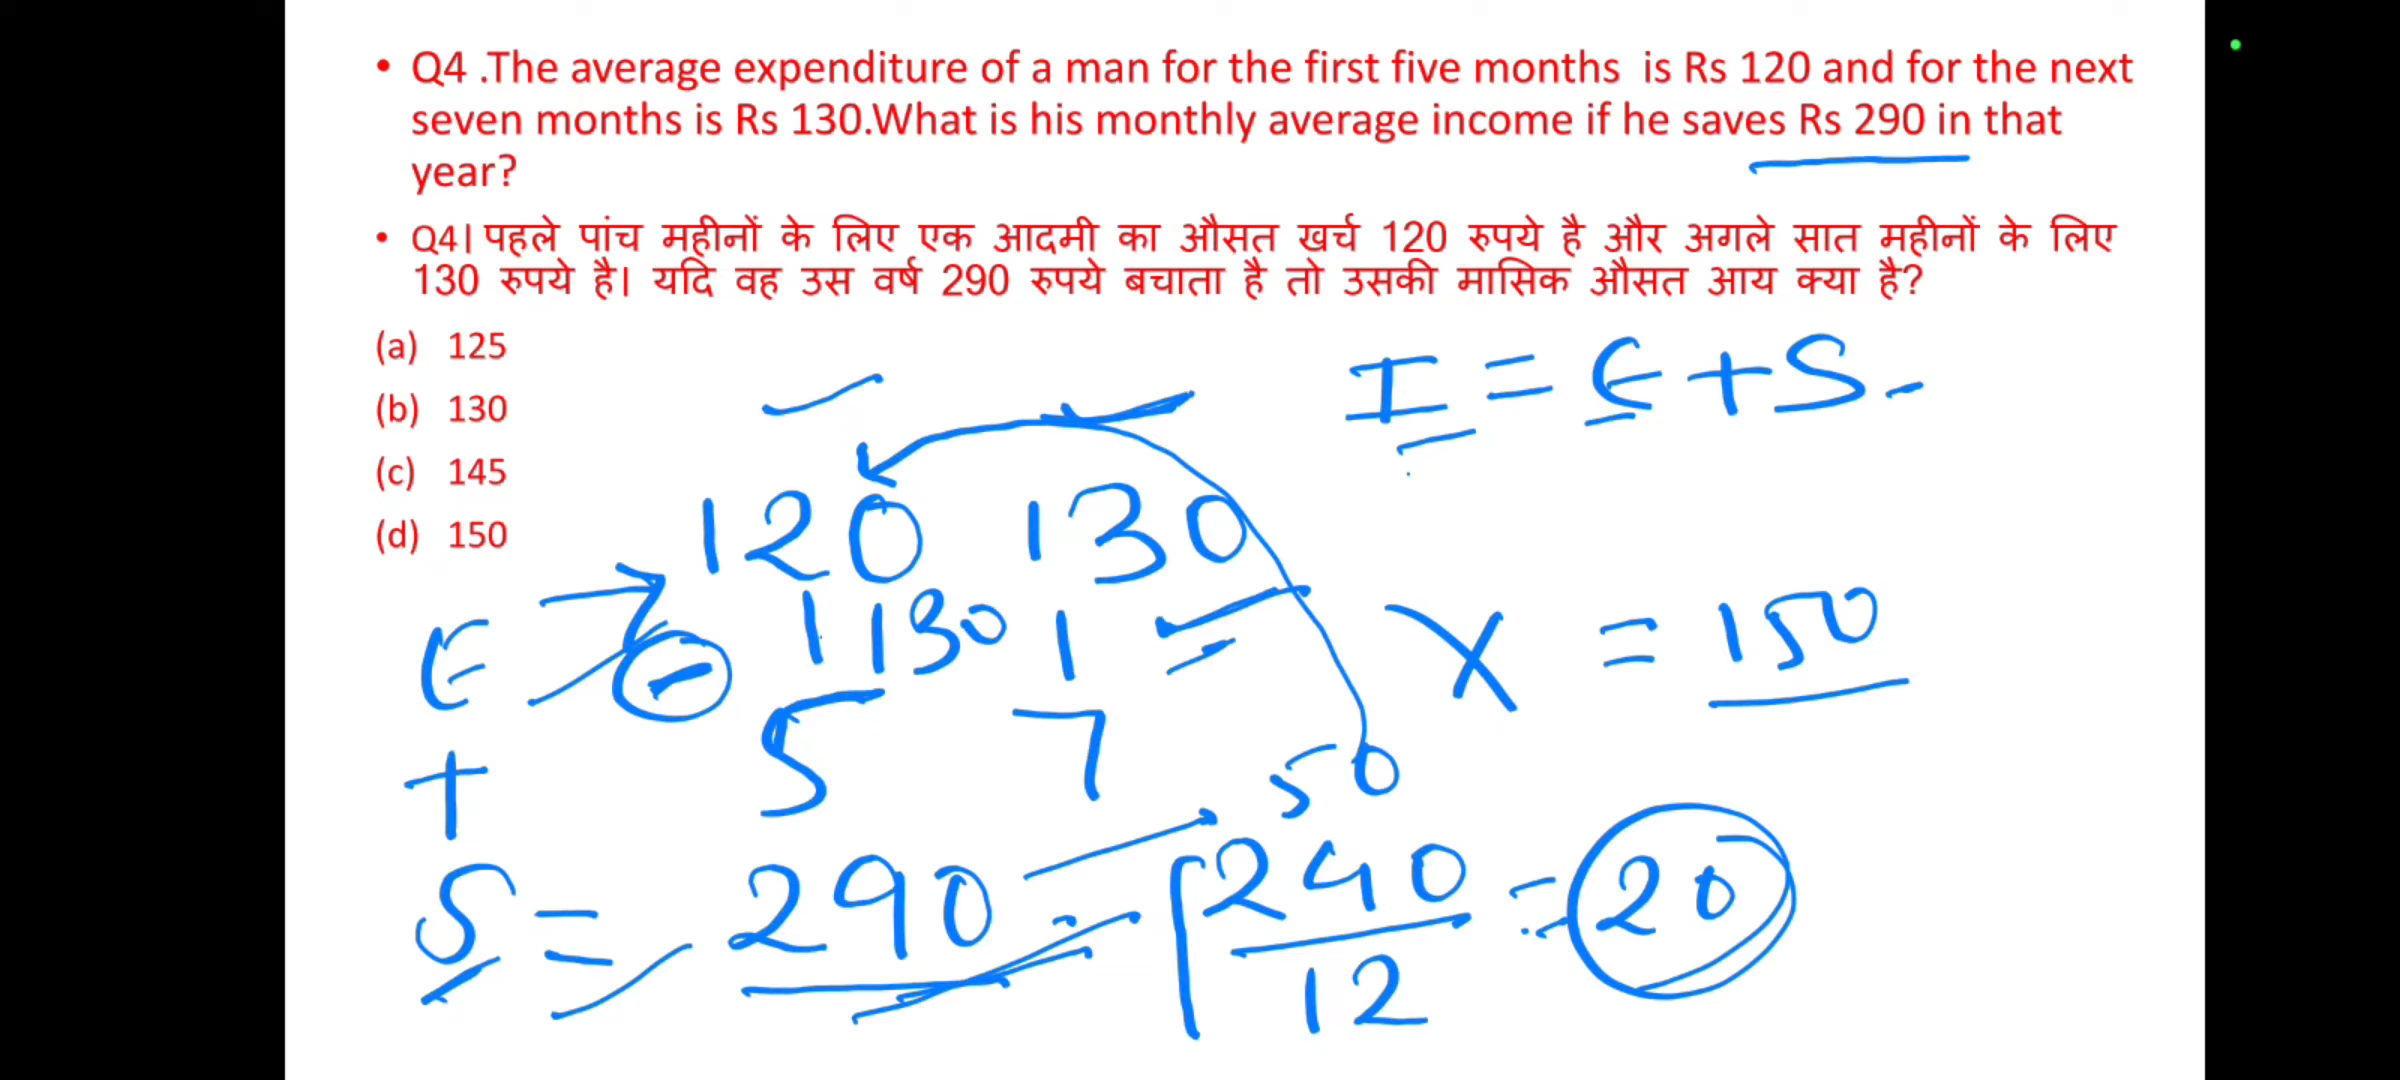 • Q4 .The average expenditure of a man for the first five months is Rs 120 and for the next
seven months is Rs 130.What is his monthly average income if he saves Rs 290 in that
year?
• Q4। पहले पांच महीनों के लिए एक आदमी का औसत खर्च 120 रुपये है और अगले सात महीनों के लिए
130 रुपये है। यदि वह उस वर्ष 290 रुपये बचाता है तो उसकी मासिक औसत आय क्या है?
(a) 125
(b) 130
(c) 145
(d) 150
I = E + S
120 130
E - 1 130 1 = X = 150
5 7
+ 50
S = 290 = 240 = 20
12